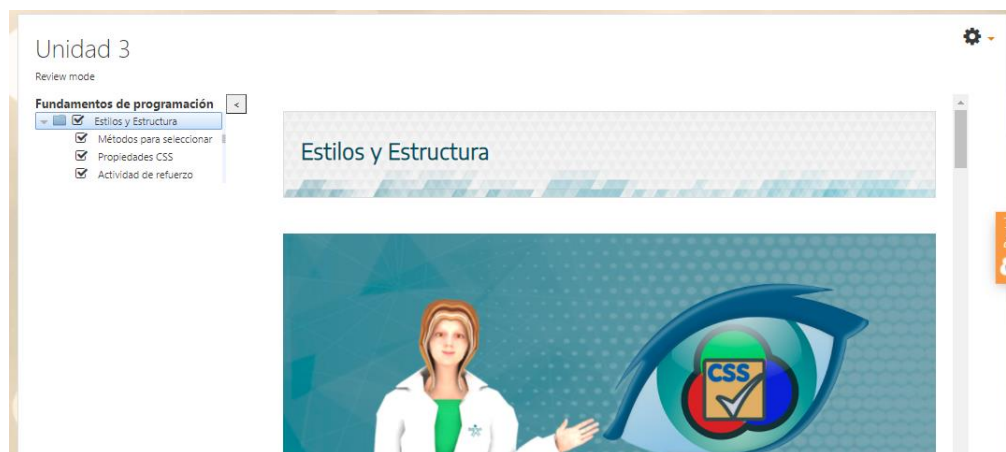 Unidad 3
Review mode
Fundamentos de programación
<
Estilos y Estructura
Métodos para seleccionar
Propiedades CSS
Actividad de refuerzo
Estilos y Estructura
CSS